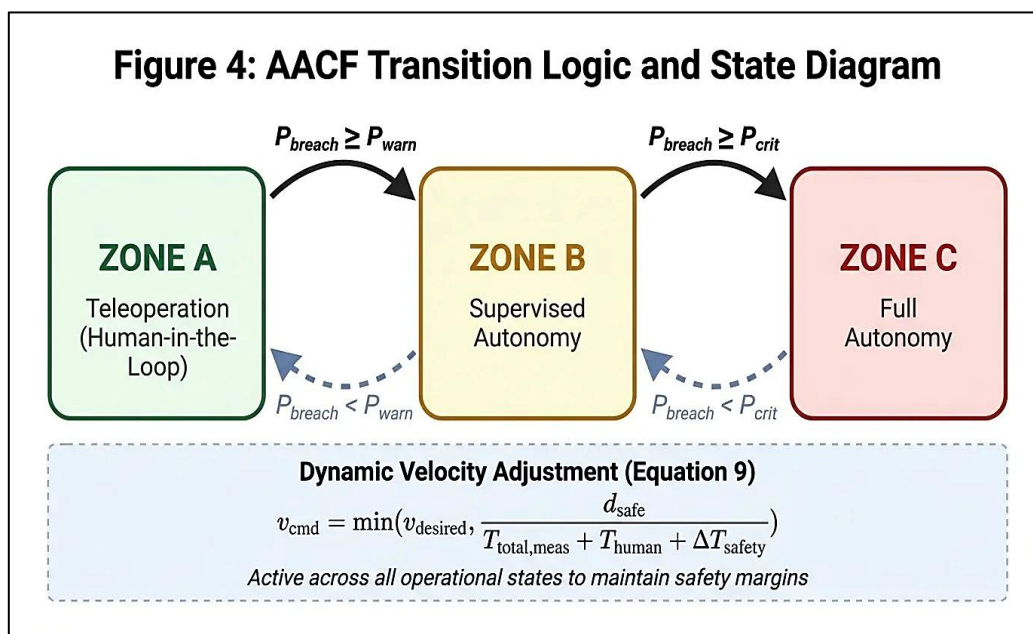 Figure 4: AACF Transition Logic and State Diagram
P_breach ≥ P_warn
P_breach ≥ P_crit
ZONE A
Teleoperation
(Human-in-the-
Loop)
ZONE B
Supervised
Autonomy
ZONE C
Full
Autonomy
P_breach < P_warn
P_breach < P_crit
Dynamic Velocity Adjustment (Equation 9)
v_cmd = min(v_desired, d_safe / (T_total,meas + T_human + ΔT_safety))
Active across all operational states to maintain safety margins